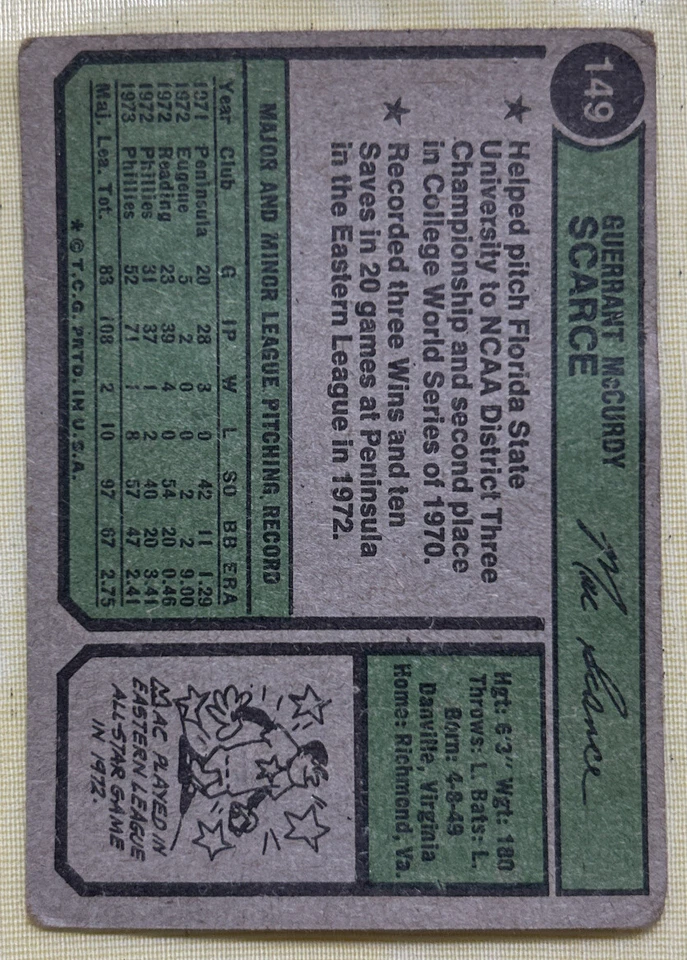 149
GUERRANT McCURDY
SCARCE
Mac Scarce
★ Helped pitch Florida State
University to NCAA District Three
Championship and second place
in College World Series of 1970.
★ Recorded three Wins and ten
Saves in 20 games at Peninsula
in the Eastern League in 1972.
Hgt: 6'3" Wgt: 180
Throws: L. Bats: L.
Born: 4-8-49
Danville, Virginia
Home: Richmond, Va.
MAJOR AND MINOR LEAGUE PITCHING RECORD
Year Club G IP W L SO BB ERA
1971 Peninsula 20 28 3 0 42 11 1.29
1972 Eugene 5 2 0 0 2 2 9.00
1972 Reading 23 39 4 0 54 20 0.46
1972 Phillies 31 37 1 2 40 20 3.41
1973 Phillies 52 71 1 8 57 47 2.41
Maj. Lea. Tot. 83 108 2 10 97 67 2.75
* © T.C.G. PRTD. IN U.S.A.
MAC PLAYED IN
EASTERN LEAGUE
ALL-STAR GAME
IN 1972.